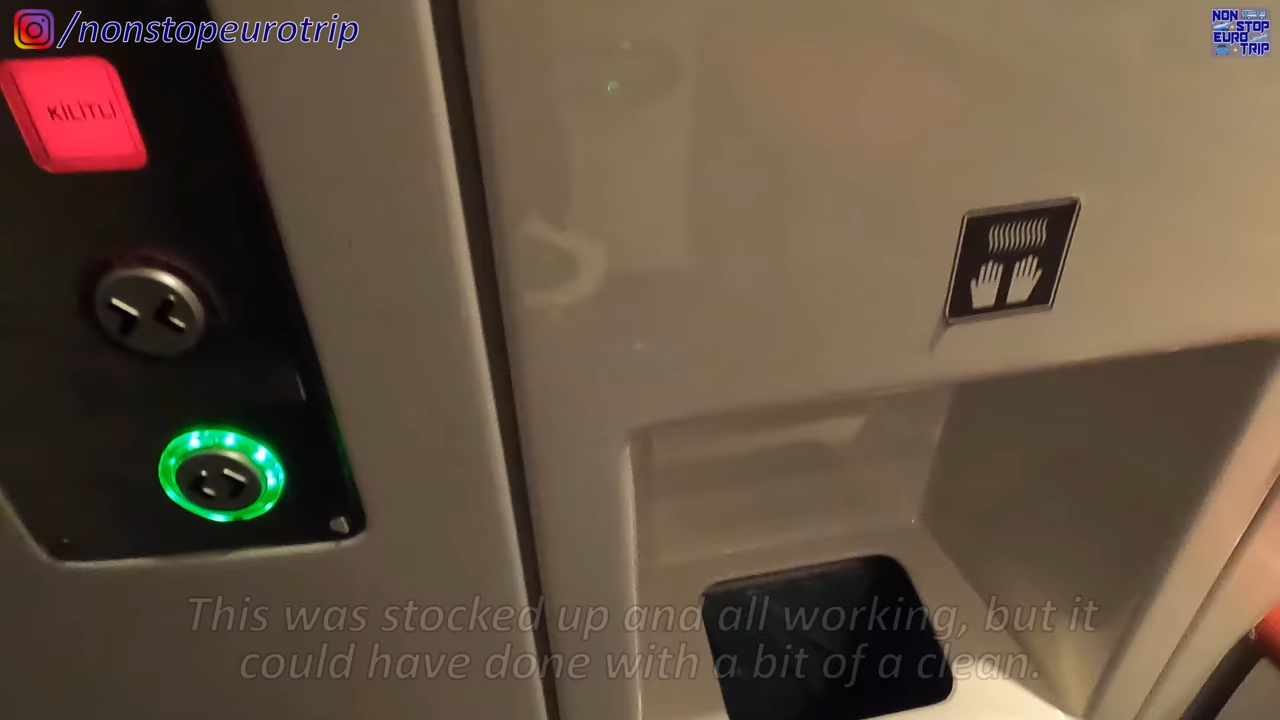 /nonstopeurotrip
NON
STOP
EURO
TRIP
KİLİTLİ
This was stocked up and all working, but it
could have done with a bit of a clean.